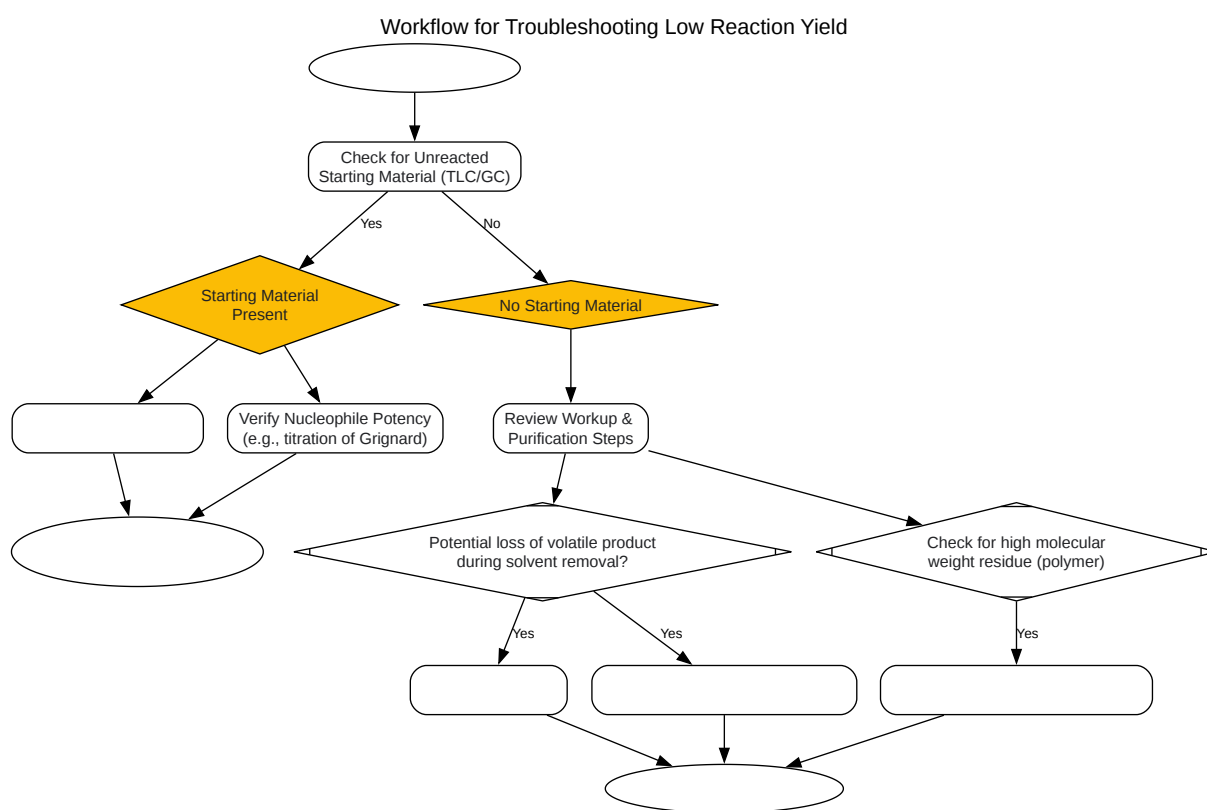 Workflow for Troubleshooting Low Reaction Yield
Check for Unreacted
Starting Material (TLC/GC)
Yes
No
Starting Material
Present
No Starting Material
Verify Nucleophile Potency
(e.g., titration of Grignard)
Review Workup &
Purification Steps
Potential loss of volatile product
during solvent removal?
Check for high molecular
weight residue (polymer)
Yes
Yes
Yes